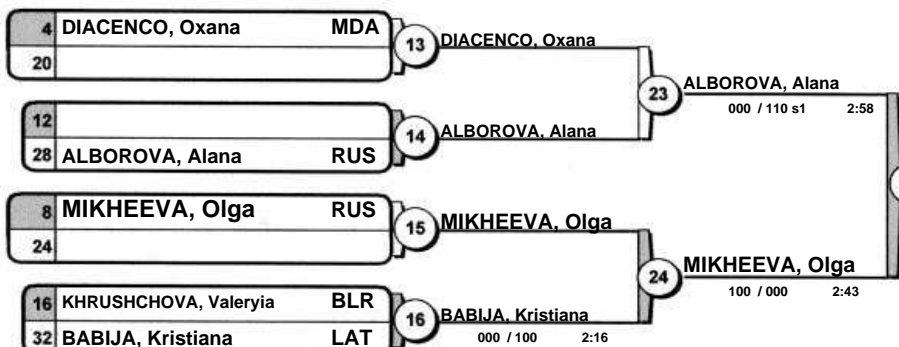 4 DIACENCO, Oxana MDA
20
13 DIACENCO, Oxana
12
28 ALBOROVA, Alana RUS
14 ALBOROVA, Alana
23 ALBOROVA, Alana
000 / 110 s1 2:58
8 MIKHEEVA, Olga RUS
24
15 MIKHEEVA, Olga
16 KHRUSHCHOVA, Valeryia BLR
32 BABIJA, Kristiana LAT
16 BABIJA, Kristiana
000 / 100 2:16
24 MIKHEEVA, Olga
100 / 000 2:43